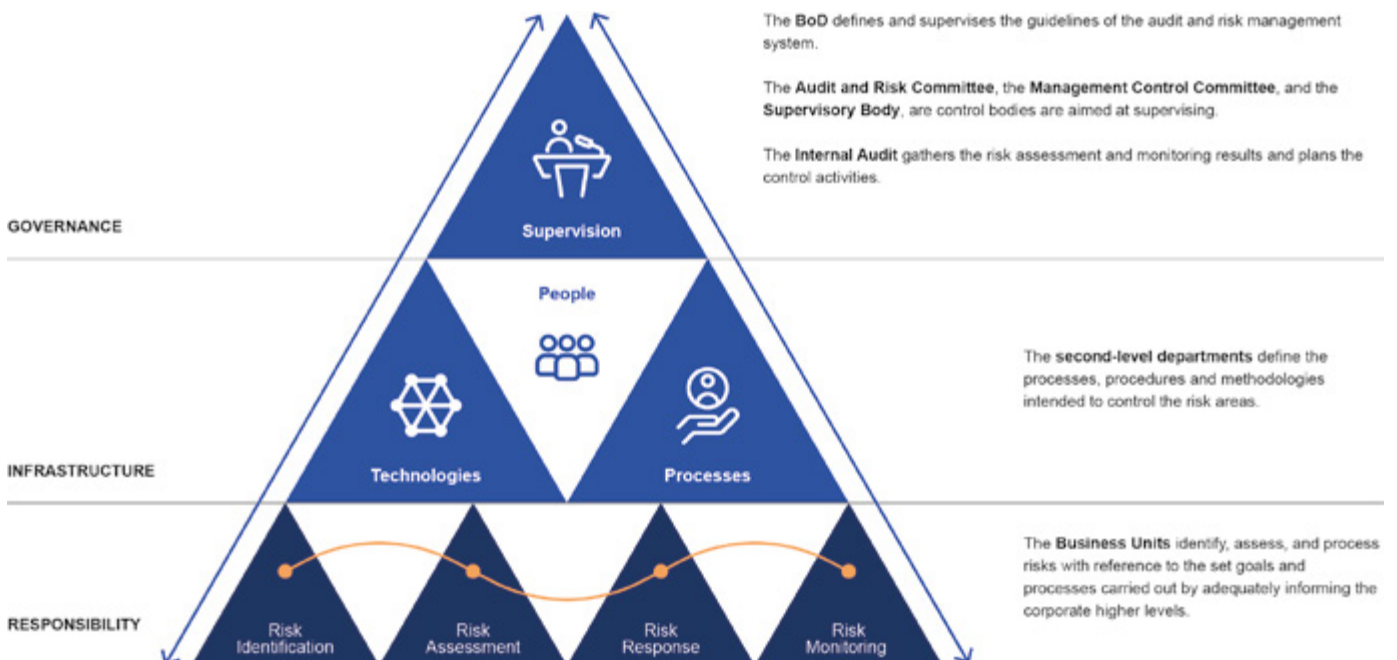 The BoD defines and supervises the guidelines of the audit and risk management
system.
The Audit and Risk Committee, the Management Control Committee, and the
Supervisory Body, are control bodies are aimed at supervising.
The Internal Audit gathers the risk assessment and monitoring results and plans the
control activities.
GOVERNANCE
Supervision
People
Technologies
Processes
The second-level departments define the
processes, procedures and methodologies
intended to control the risk areas.
INFRASTRUCTURE
The Business Units identify, assess, and process
risks with reference to the set goals and
processes carried out by adequately informing the
corporate higher levels.
RESPONSIBILITY
Risk
Identification
Risk
Assessment
Risk
Response
Risk
Monitoring